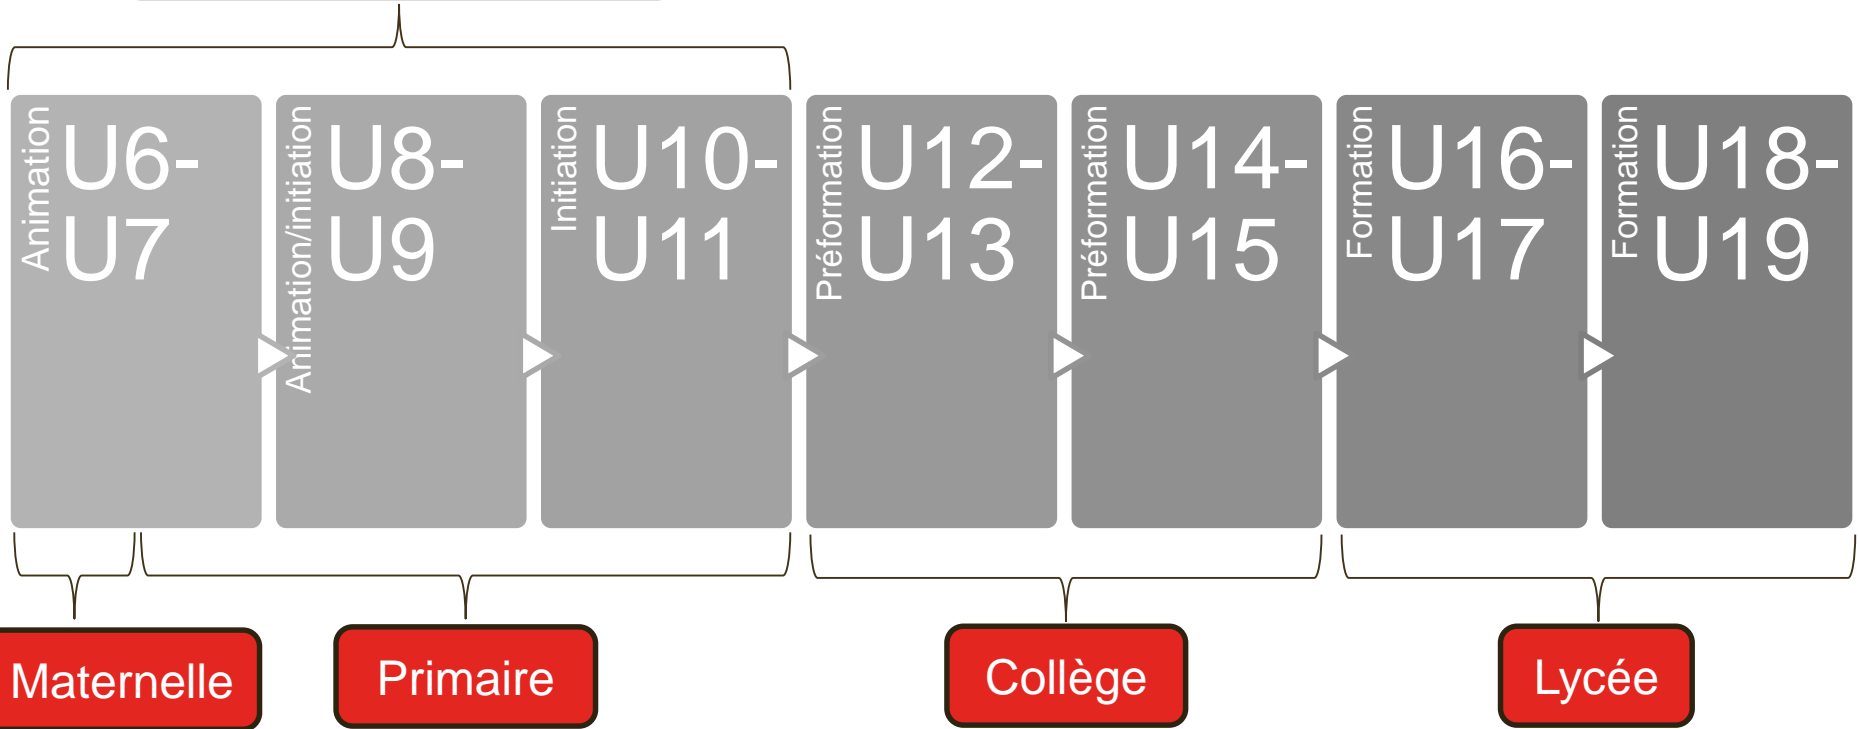 Animation
U6-
U7
Animation/initiation
U8-
U9
Initiation
U10-
U11
Préformation
U12-
U13
Préformation
U14-
U15
Formation
U16-
U17
Formation
U18-
U19
Maternelle
Primaire
Collège
Lycée